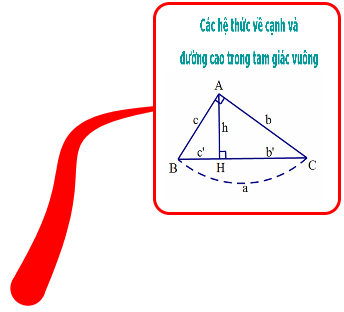 Các hệ thức về cạnh và
đường cao trong tam giác vuông
A
c
h
b
c'
b'
B
H
C
a